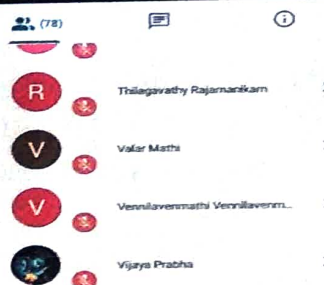 (78)
R
Thilagavathy Rajamanikam
V
Valar Mathi
V
Vennilavenmathi Vennilavenm...
Vijaya Prabha